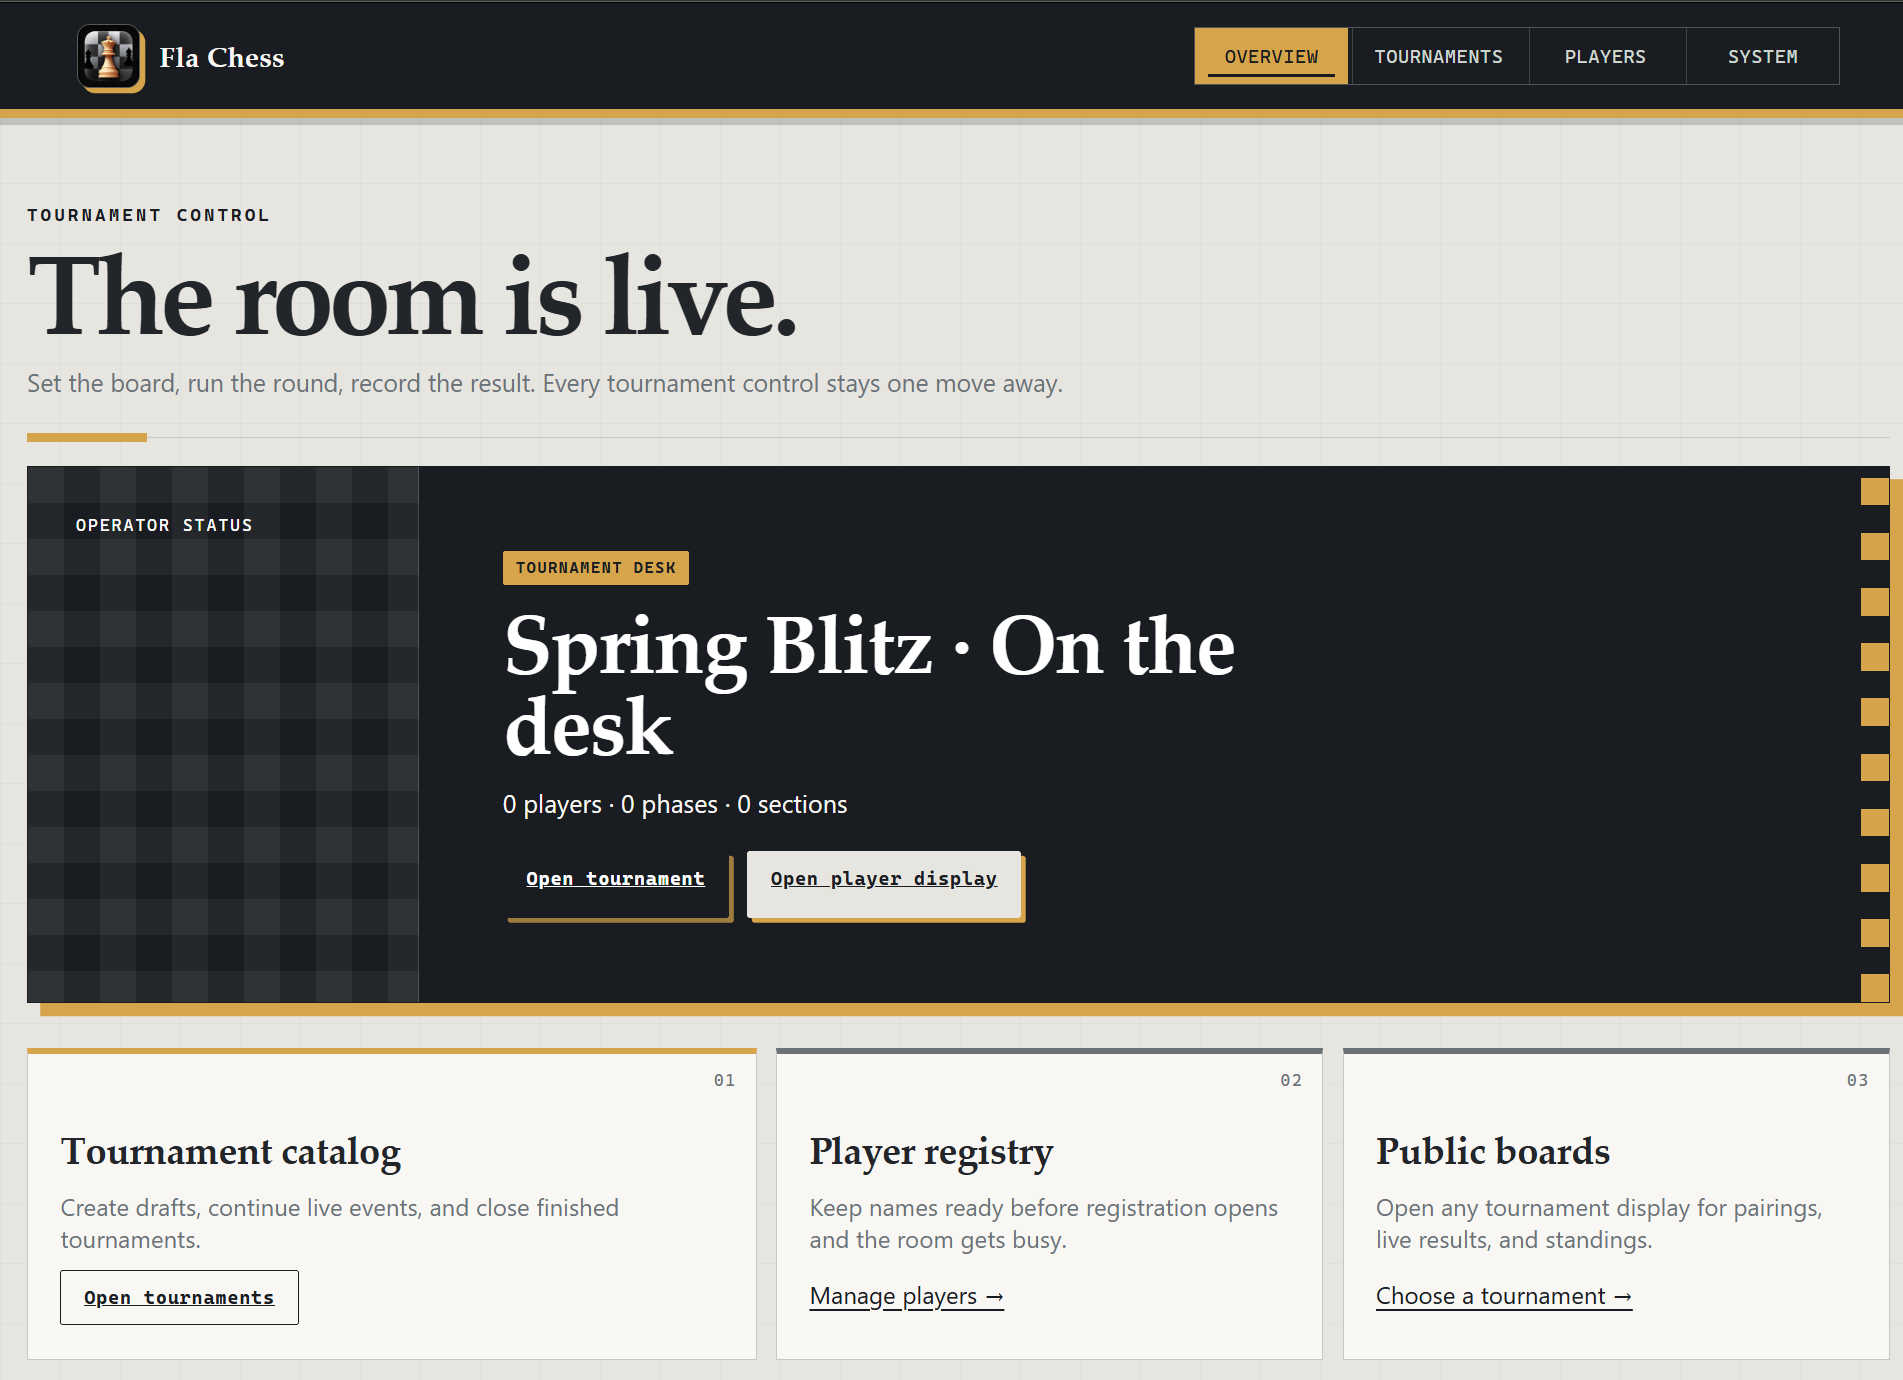 Fla Chess
OVERVIEW
TOURNAMENTS
PLAYERS
SYSTEM
TOURNAMENT CONTROL
The room is live.
Set the board, run the round, record the result. Every tournament control stays one move away.
OPERATOR STATUS
TOURNAMENT DESK
Spring Blitz · On the
desk
0 players · 0 phases · 0 sections
Open tournament
Open player display
01
Tournament catalog
Create drafts, continue live events, and close finished
tournaments.
Open tournaments
02
Player registry
Keep names ready before registration opens
and the room gets busy.
Manage players →
03
Public boards
Open any tournament display for pairings,
live results, and standings.
Choose a tournament →